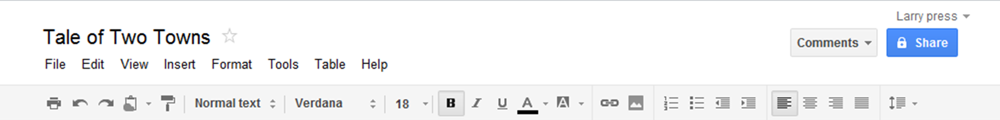 Larry press
Tale of Two Towns
Comments Share
File Edit View Insert Format Tools Table Help
Normal text Verdana 18 B I U A A